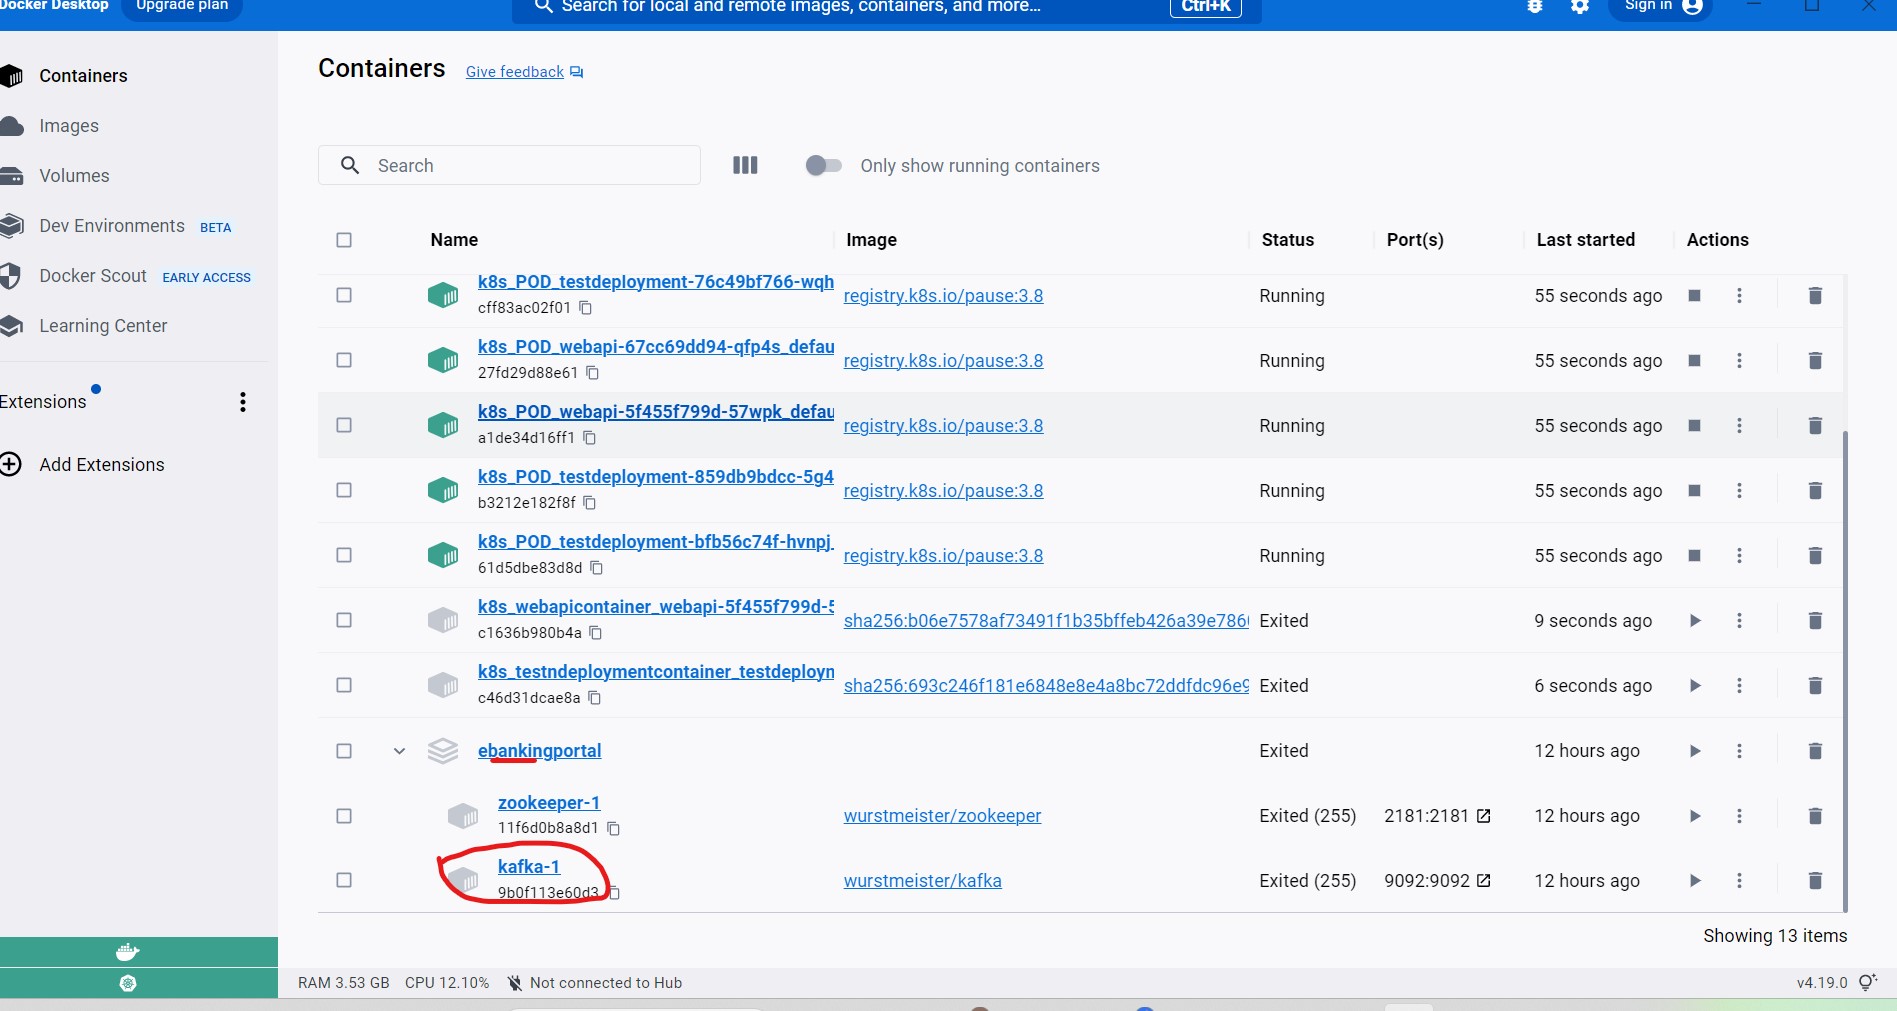 Docker Desktop Upgrade plan Search for local and remote images, containers, and more... Ctrl+K Sign in
Containers
Images
Volumes
Dev Environments BETA
Docker Scout EARLY ACCESS
Learning Center
Extensions
Add Extensions
Containers Give feedback
Search Only show running containers
Name Image Status Port(s) Last started Actions
k8s_POD_testdeployment-76c49bf766-wqh
cff83ac02f01
registry.k8s.io/pause:3.8 Running 55 seconds ago
k8s_POD_webapi-67cc69dd94-qfp4s_defau
27fd29d88e61
registry.k8s.io/pause:3.8 Running 55 seconds ago
k8s_POD_webapi-5f455f799d-57wpk_defau
a1de34d16ff1
registry.k8s.io/pause:3.8 Running 55 seconds ago
k8s_POD_testdeployment-859db9bdcc-5g4
b3212e182f8f
registry.k8s.io/pause:3.8 Running 55 seconds ago
k8s_POD_testdeployment-bfb56c74f-hvnpj_
61d5dbe83d8d
registry.k8s.io/pause:3.8 Running 55 seconds ago
k8s_webapicontainer_webapi-5f455f799d-5
c1636b980b4a
sha256:b06e7578af73491f1b35bffeb426a39e786 Exited 9 seconds ago
k8s_testndeploymentcontainer_testdeployn
c46d31dcae8a
sha256:693c246f181e6848e8e4a8bc72ddfdc96e9 Exited 6 seconds ago
ebankingportal Exited 12 hours ago
zookeeper-1
11f6d0b8a8d1
wurstmeister/zookeeper Exited (255) 2181:2181 12 hours ago
kafka-1
9b0f113e60d3
wurstmeister/kafka Exited (255) 9092:9092 12 hours ago
Showing 13 items
RAM 3.53 GB CPU 12.10% Not connected to Hub v4.19.0